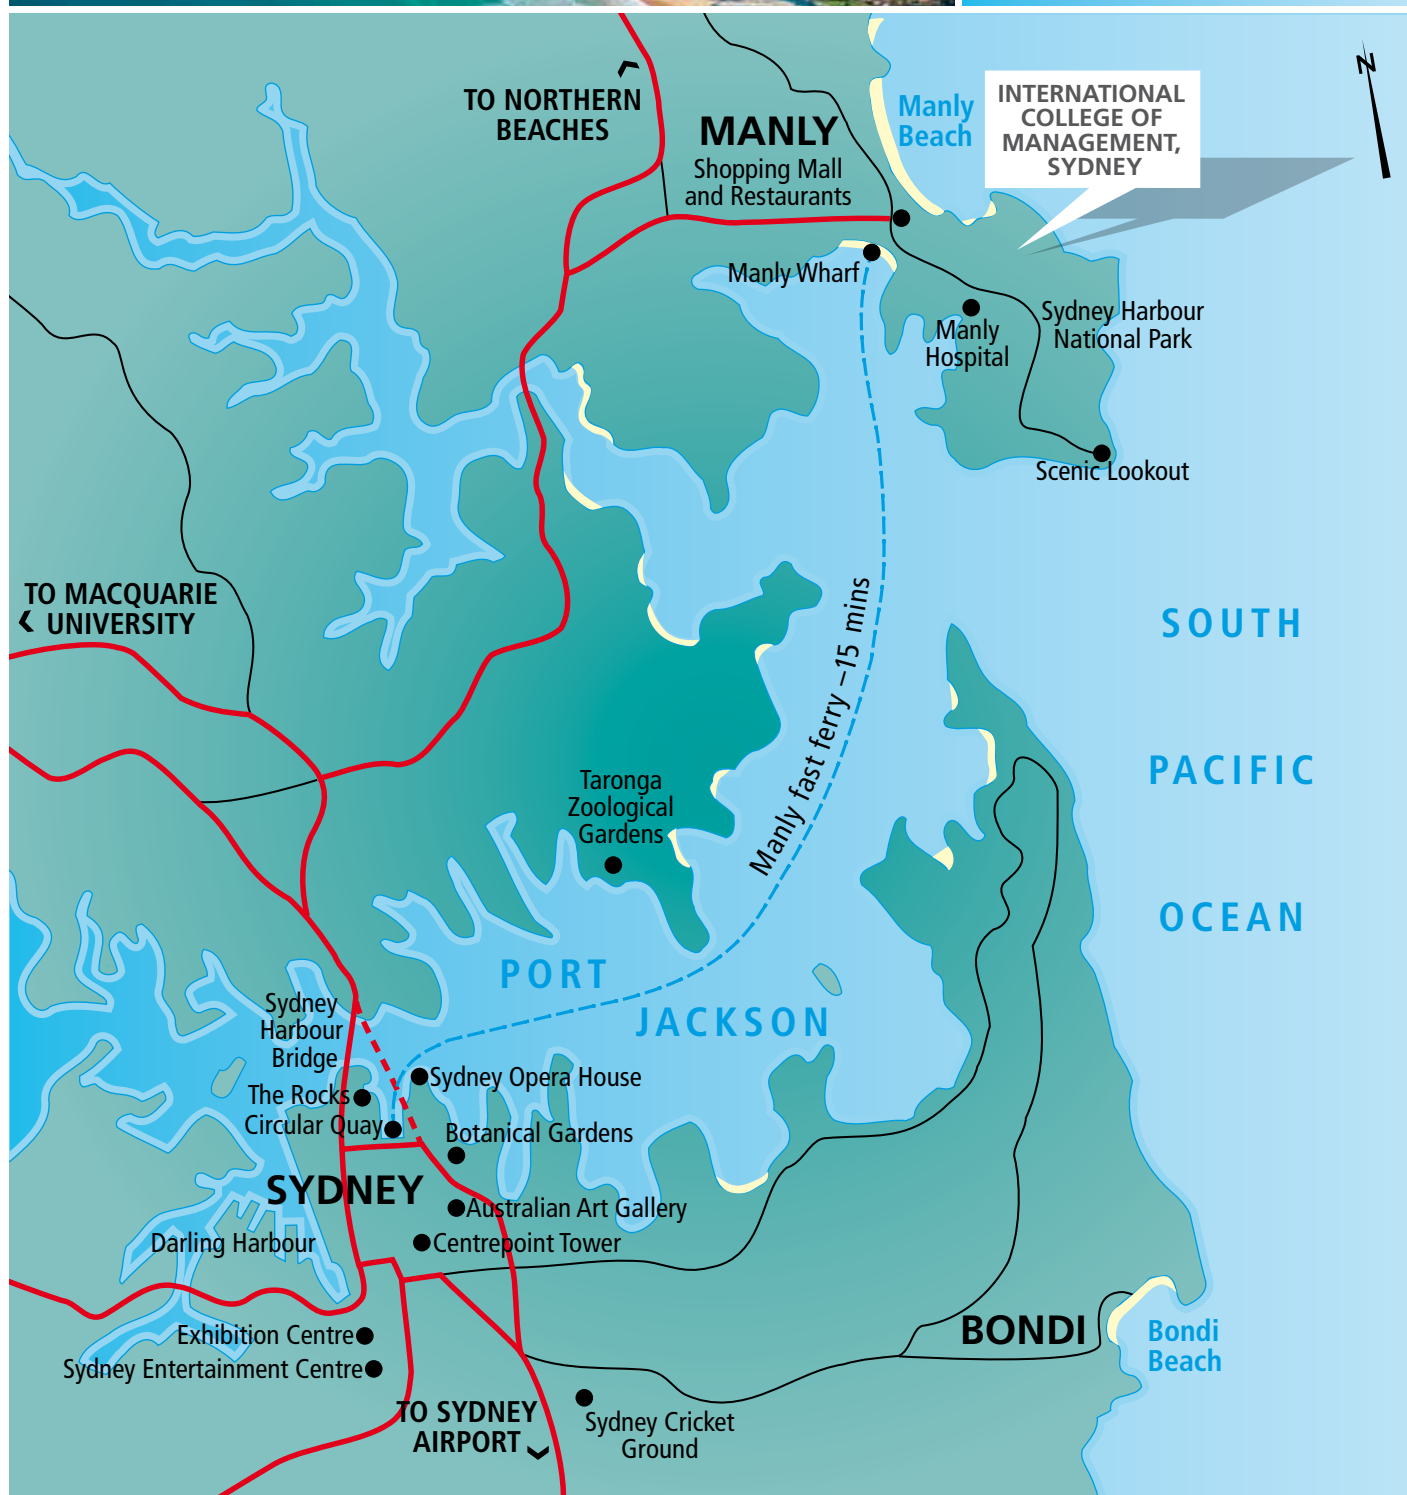 TO NORTHERN
BEACHES
MANLY
Shopping Mall
and Restaurants
Manly
Beach
INTERNATIONAL
COLLEGE OF
MANAGEMENT,
SYDNEY
N
Manly Wharf
Manly
Hospital
Sydney Harbour
National Park
Scenic Lookout
TO MACQUARIE
UNIVERSITY
Manly fast ferry –15 mins
SOUTH
PACIFIC
OCEAN
Taronga
Zoological
Gardens
PORT
JACKSON
Sydney
Harbour
Bridge
The Rocks
Circular Quay
Sydney Opera House
Botanical Gardens
SYDNEY
Australian Art Gallery
Darling Harbour
Centrepoint Tower
Exhibition Centre
Sydney Entertainment Centre
BONDI
Bondi
Beach
TO SYDNEY
AIRPORT
Sydney Cricket
Ground